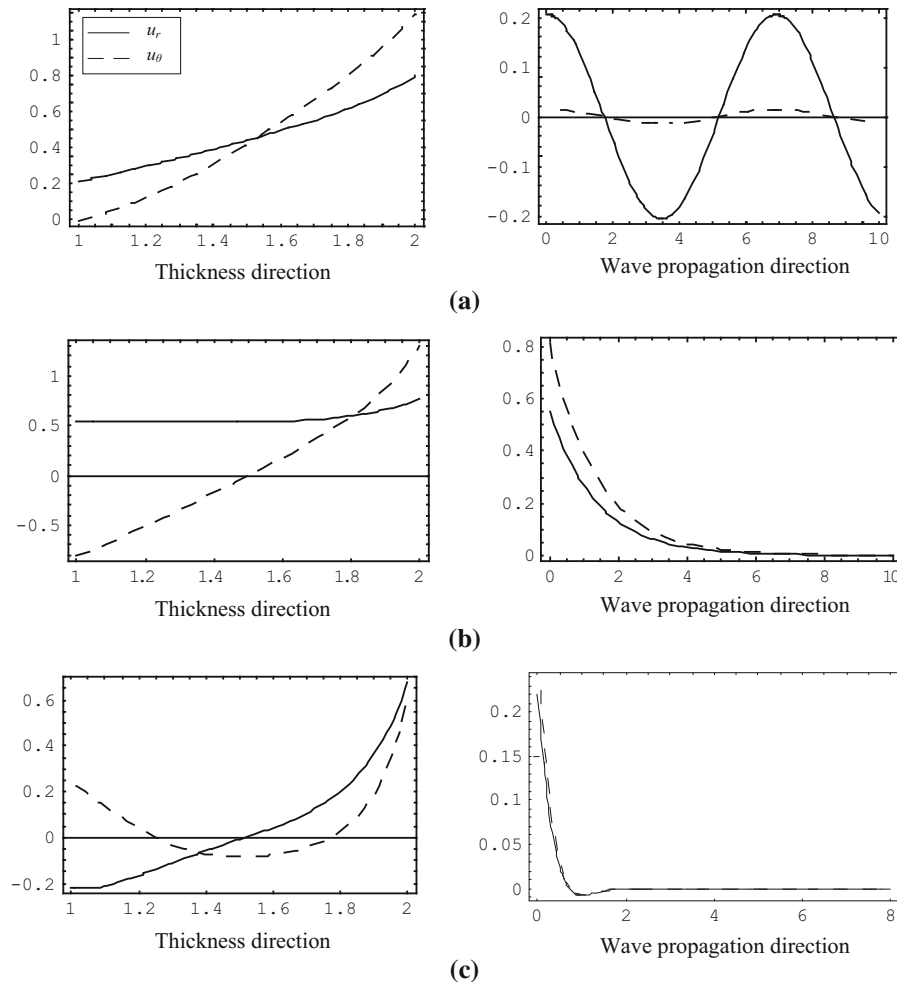 u_r
u_θ
1
0.8
0.6
0.4
0.2
0
1 1.2 1.4 1.6 1.8 2
Thickness direction
0.2
0.1
0
-0.1
-0.2
0 2 4 6 8 10
Wave propagation direction
(a)
1
0.5
0
-0.5
1 1.2 1.4 1.6 1.8 2
Thickness direction
0.8
0.6
0.4
0.2
0
0 2 4 6 8 10
Wave propagation direction
(b)
0.6
0.4
0.2
0
-0.2
1 1.2 1.4 1.6 1.8 2
Thickness direction
0.2
0.15
0.1
0.05
0
0 2 4 6 8
Wave propagation direction
(c)